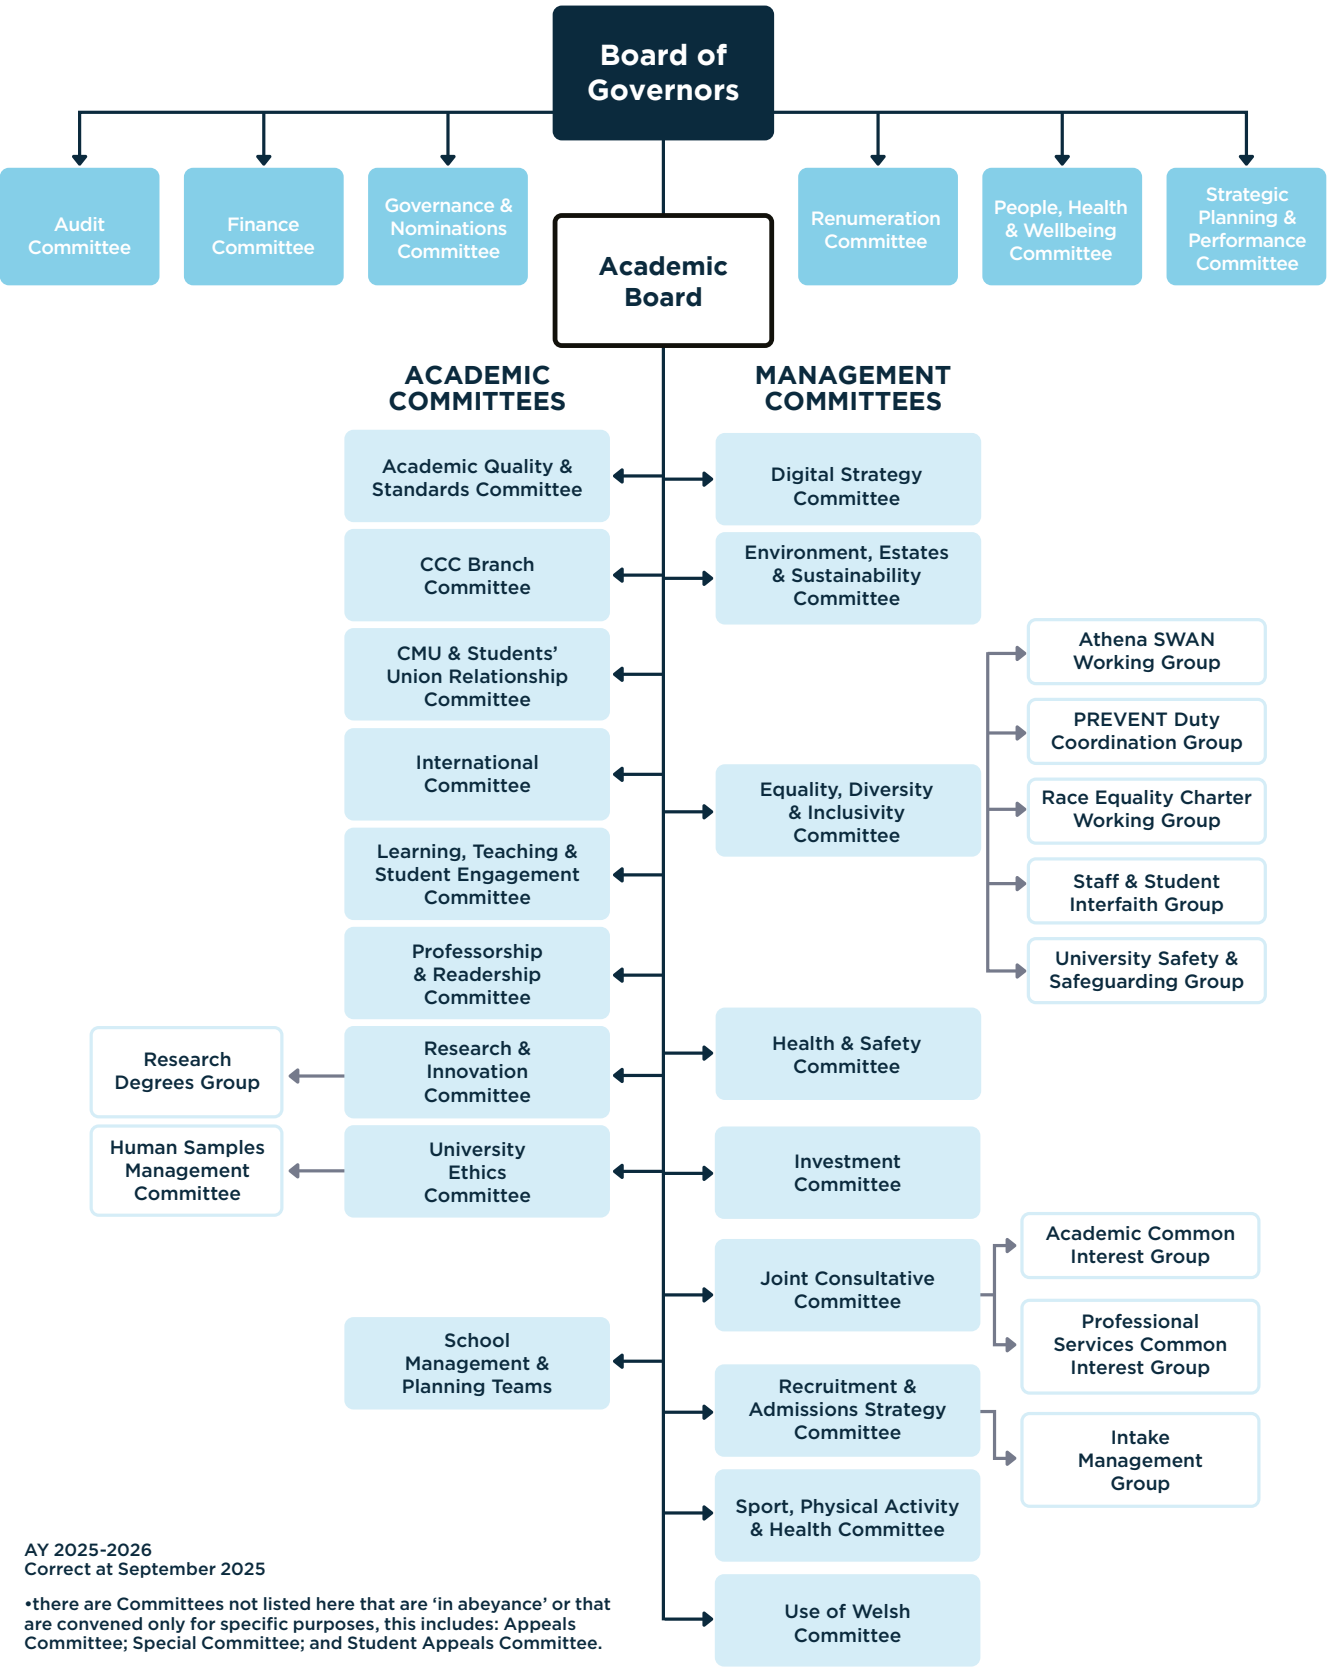 Board of
Governors
Audit
Committee
Finance
Committee
Governance &
Nominations
Committee
Renumeration
Committee
People, Health
& Wellbeing
Committee
Strategic
Planning &
Performance
Committee
Academic
Board
ACADEMIC
COMMITTEES
Academic Quality &
Standards Committee
CCC Branch
Committee
CMU & Students’
Union Relationship
Committee
International
Committee
Learning, Teaching &
Student Engagement
Committee
Professorship
& Readership
Committee
Research &
Innovation
Committee
Research
Degrees Group
University
Ethics
Committee
Human Samples
Management
Committee
School
Management &
Planning Teams
MANAGEMENT
COMMITTEES
Digital Strategy
Committee
Environment, Estates
& Sustainability
Committee
Equality, Diversity
& Inclusivity
Committee
Athena SWAN
Working Group
PREVENT Duty
Coordination Group
Race Equality Charter
Working Group
Staff & Student
Interfaith Group
University Safety &
Safeguarding Group
Health & Safety
Committee
Investment
Committee
Joint Consultative
Committee
Academic Common
Interest Group
Professional
Services Common
Interest Group
Recruitment &
Admissions Strategy
Committee
Intake
Management
Group
Sport, Physical Activity
& Health Committee
Use of Welsh
Committee
AY 2025-2026
Correct at September 2025
•there are Committees not listed here that are ‘in abeyance’ or that
are convened only for specific purposes, this includes: Appeals
Committee; Special Committee; and Student Appeals Committee.